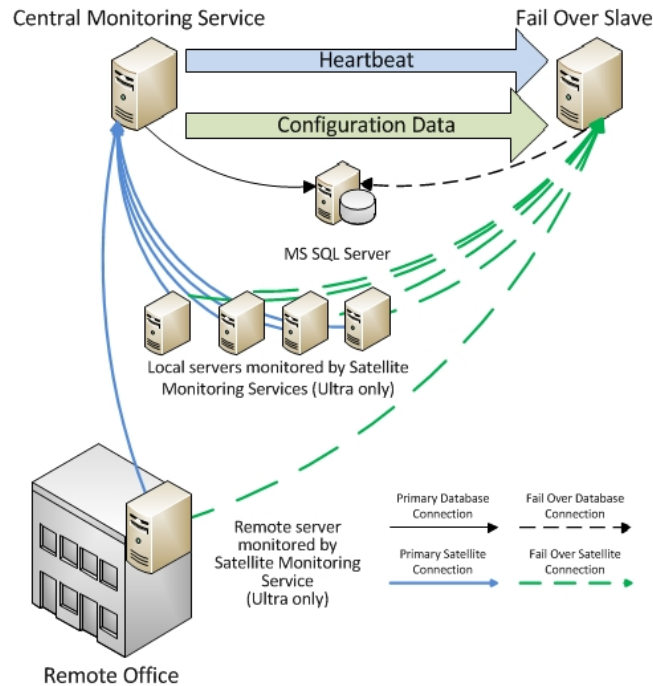 Central Monitoring Service
Fail Over Slave
Heartbeat
Configuration Data
MS SQL Server
Local servers monitored by Satellite
Monitoring Services (Ultra only)
Remote server
monitored by
Satellite Monitoring
Service
(Ultra only)
Primary Database
Connection
Fail Over Database
Connection
Primary Satellite
Connection
Fail Over Satellite
Connection
Remote Office